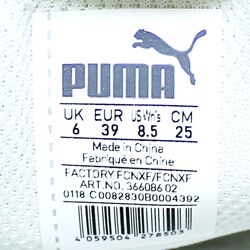 PUMA
UK EUR US Wn's CM
6 39 8.5 25
Made in China
Fabriqué en Chine
FACTORY FCNXF/FCNXF
ART.NO. 366086 02
0118 C0082830B0004392
4 059504 278503